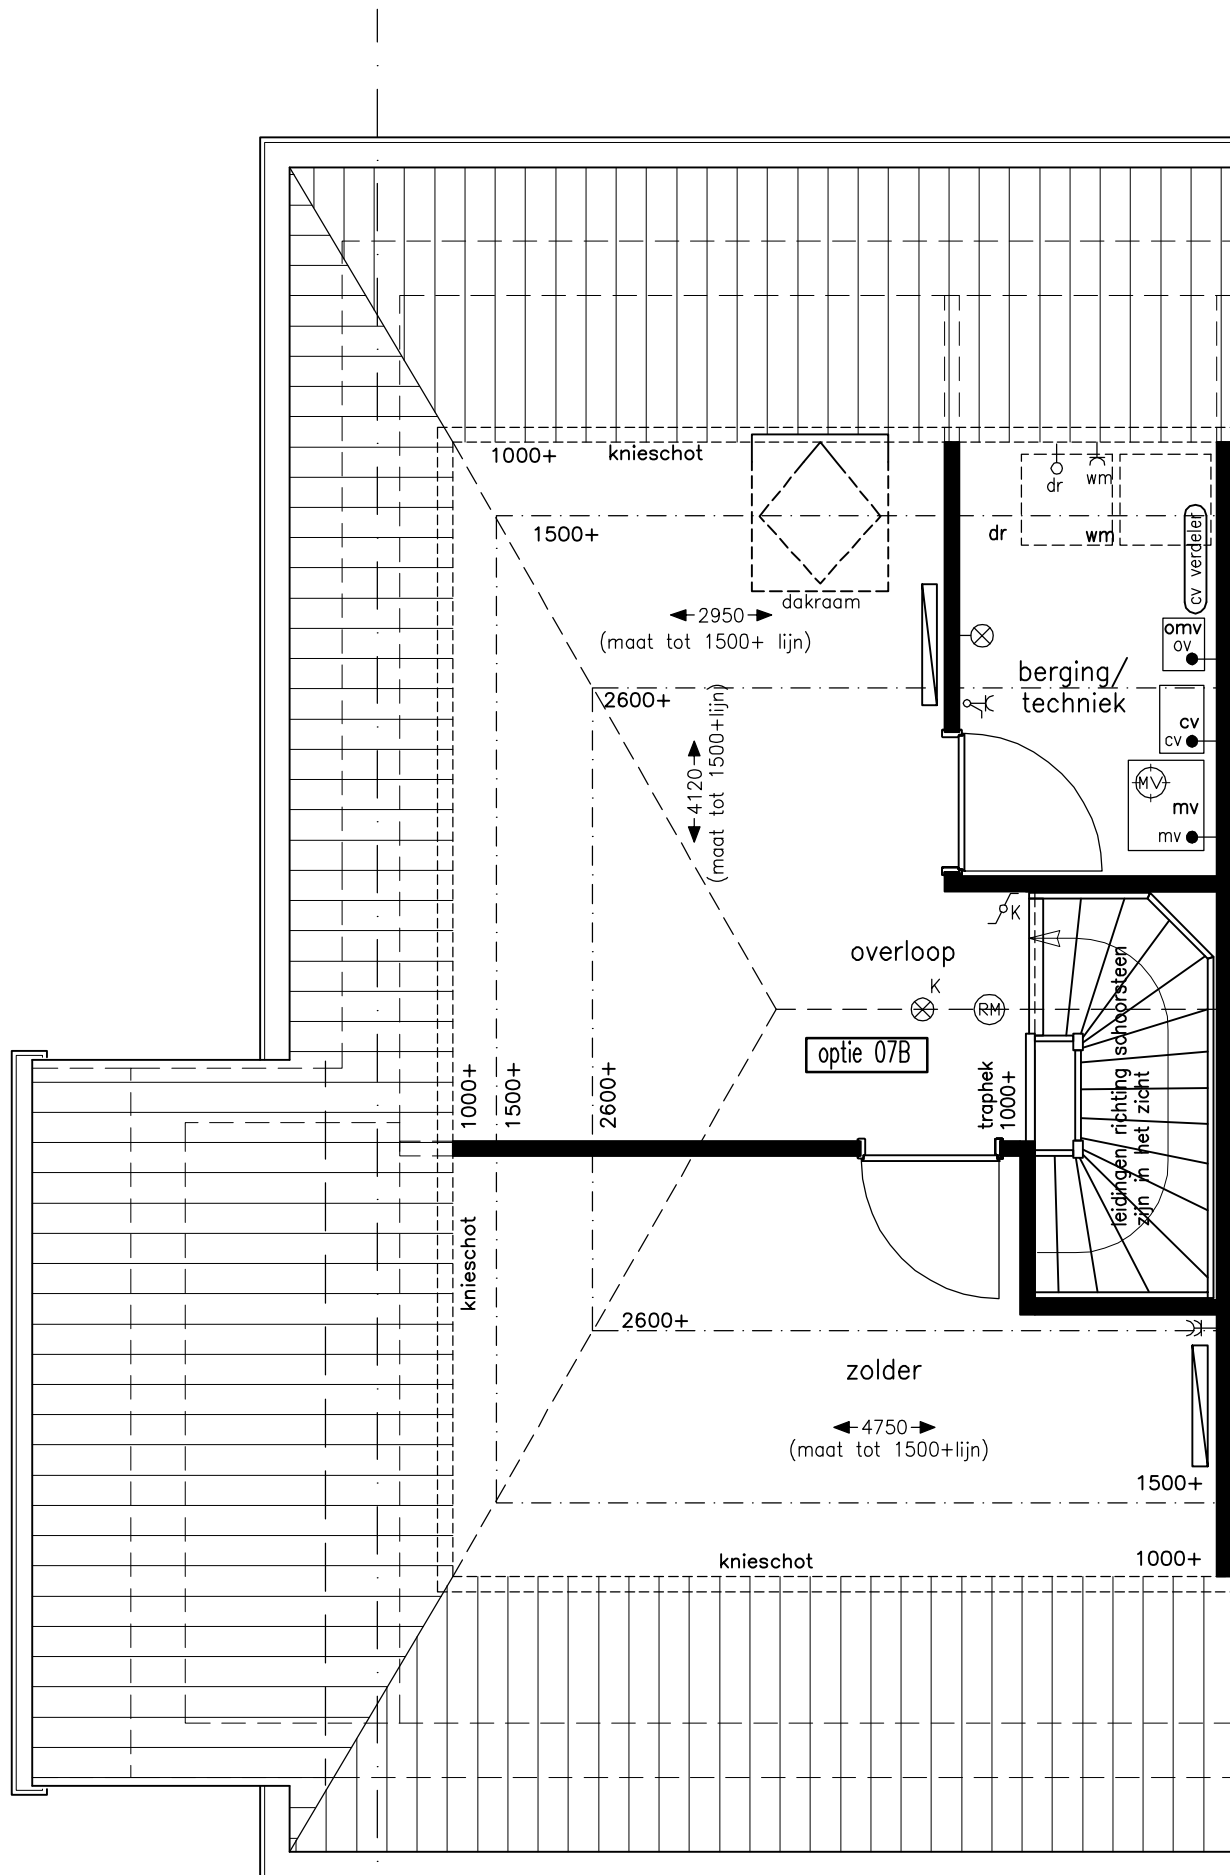 1000+
knieschot
1500+
dakraam
2950
(maat tot 1500+ lijn)
2600+
4120
(maat tot 1500+lijn)
dr
wm
dr
wm
cv verdeler
omv
ov
berging/
techniek
cv
cv
MV
mv
mv
K
overloop
K
RM
optie 07B
traphek
1000+
leidingen richting schoorsteen
zijn in het zicht
1000+
1500+
2600+
knieschot
2600+
zolder
4750
(maat tot 1500+lijn)
1500+
knieschot
1000+